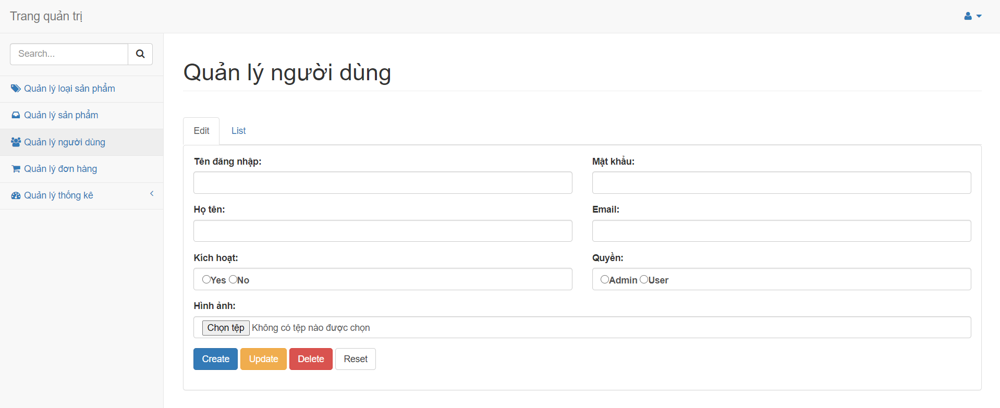 Trang quản trị
Search...
Quản lý loại sản phẩm
Quản lý sản phẩm
Quản lý người dùng
Quản lý đơn hàng
Quản lý thống kê
Quản lý người dùng
Edit List
Tên đăng nhập: Mật khẩu:
Họ tên: Email:
Kích hoạt: Quyền:
Yes No Admin User
Hình ảnh:
Chọn tệp Không có tệp nào được chọn
Create Update Delete Reset